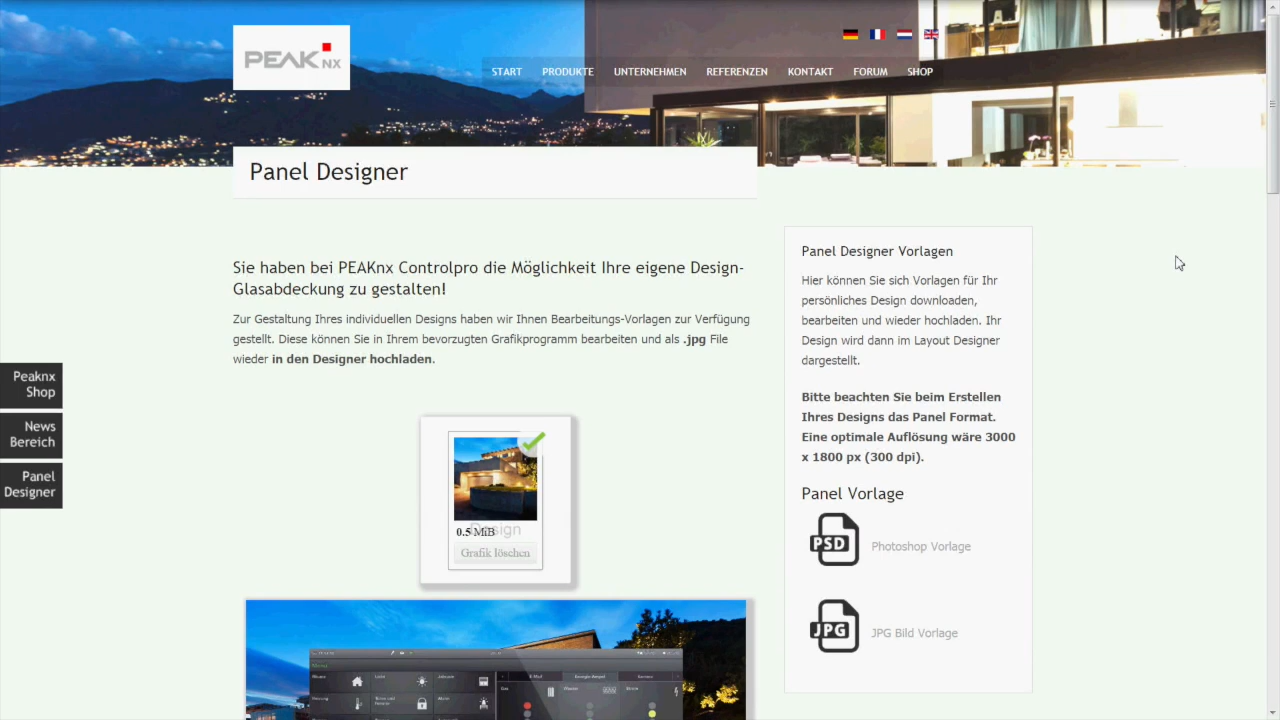 PEAK NX
START PRODUKTE UNTERNEHMEN REFERENZEN KONTAKT FORUM SHOP
Panel Designer
Sie haben bei PEAKnx Controlpro die Möglichkeit Ihre eigene Design-
Glasabdeckung zu gestalten!
Zur Gestaltung Ihres individuellen Designs haben wir Ihnen Bearbeitungs-Vorlagen zur Verfügung
gestellt. Diese können Sie in Ihrem bevorzugten Grafikprogramm bearbeiten und als .jpg File
wieder in den Designer hochladen.
Peaknx
Shop
News
Bereich
Panel
Designer
Design
0.5 MiB
Grafik löschen
E-Mail
Panel Designer Vorlagen
Hier können Sie sich Vorlagen für Ihr
persönliches Design downloaden,
bearbeiten und wieder hochladen. Ihr
Design wird dann im Layout Designer
dargestellt.
Bitte beachten Sie beim Erstellen
Ihres Designs das Panel Format.
Eine optimale Auflösung wäre 3000
x 1800 px (300 dpi).
Panel Vorlage
PSD
Photoshop Vorlage
JPG
JPG Bild Vorlage